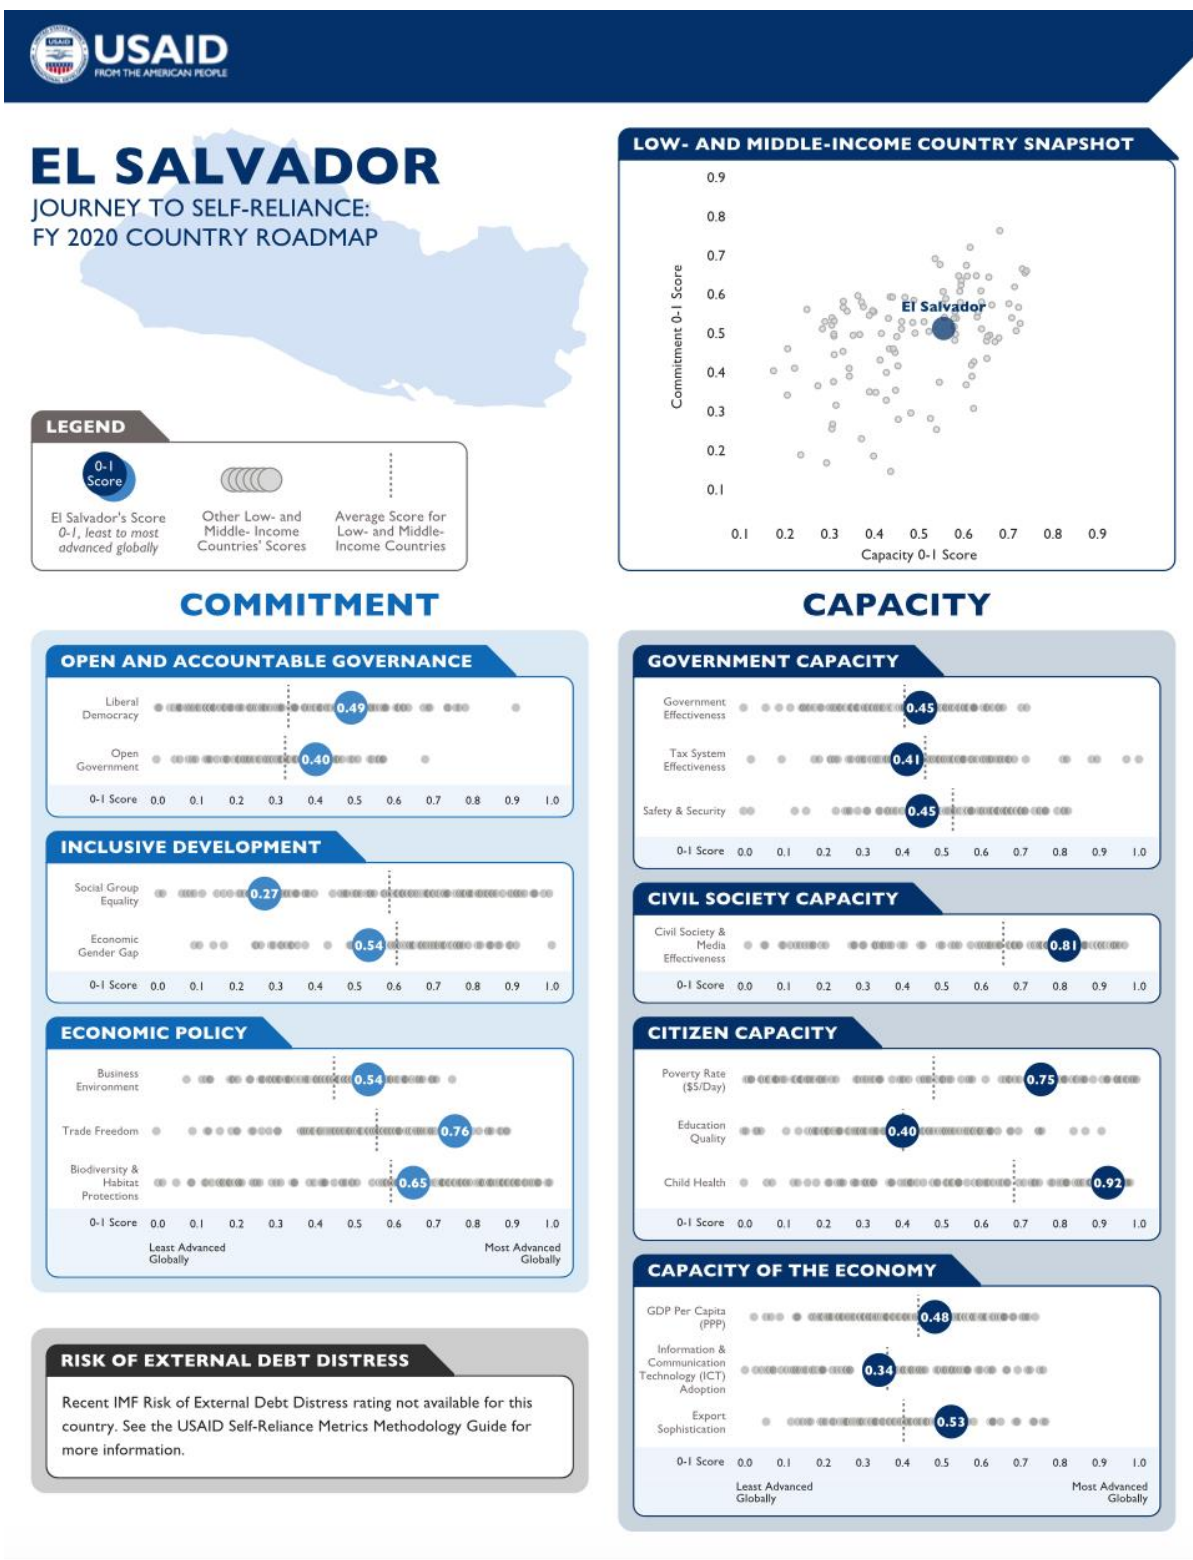 USAID
FROM THE AMERICAN PEOPLE
EL SALVADOR
JOURNEY TO SELF-RELIANCE:
FY 2020 COUNTRY ROADMAP
LEGEND
0-1
Score
El Salvador's Score
0-1, least to most
advanced globally
Other Low- and
Middle- Income
Countries' Scores
Average Score for
Low- and Middle-
Income Countries
LOW- AND MIDDLE-INCOME COUNTRY SNAPSHOT
Commitment 0-1 Score
0.9
0.8
0.7
0.6
0.5
0.4
0.3
0.2
0.1
El Salvador
0.1 0.2 0.3 0.4 0.5 0.6 0.7 0.8 0.9
Capacity 0-1 Score
COMMITMENT
OPEN AND ACCOUNTABLE GOVERNANCE
Liberal
Democracy
0.49
Open
Government
0.40
0-1 Score 0.0 0.1 0.2 0.3 0.4 0.5 0.6 0.7 0.8 0.9 1.0
INCLUSIVE DEVELOPMENT
Social Group
Equality
0.27
Economic
Gender Gap
0.54
0-1 Score 0.0 0.1 0.2 0.3 0.4 0.5 0.6 0.7 0.8 0.9 1.0
ECONOMIC POLICY
Business
Environment
0.54
Trade Freedom
0.76
Biodiversity &
Habitat
Protections
0.65
0-1 Score 0.0 0.1 0.2 0.3 0.4 0.5 0.6 0.7 0.8 0.9 1.0
Least Advanced
Globally
Most Advanced
Globally
RISK OF EXTERNAL DEBT DISTRESS
Recent IMF Risk of External Debt Distress rating not available for this
country. See the USAID Self-Reliance Metrics Methodology Guide for
more information.
CAPACITY
GOVERNMENT CAPACITY
Government
Effectiveness
0.45
Tax System
Effectiveness
0.41
Safety & Security
0.45
0-1 Score 0.0 0.1 0.2 0.3 0.4 0.5 0.6 0.7 0.8 0.9 1.0
CIVIL SOCIETY CAPACITY
Civil Society &
Media
Effectiveness
0.81
0-1 Score 0.0 0.1 0.2 0.3 0.4 0.5 0.6 0.7 0.8 0.9 1.0
CITIZEN CAPACITY
Poverty Rate
($5/Day)
0.75
Education
Quality
0.40
Child Health
0.92
0-1 Score 0.0 0.1 0.2 0.3 0.4 0.5 0.6 0.7 0.8 0.9 1.0
CAPACITY OF THE ECONOMY
GDP Per Capita
(PPP)
0.48
Information &
Communication
Technology (ICT)
Adoption
0.34
Export
Sophistication
0.53
0-1 Score 0.0 0.1 0.2 0.3 0.4 0.5 0.6 0.7 0.8 0.9 1.0
Least Advanced
Globally
Most Advanced
Globally